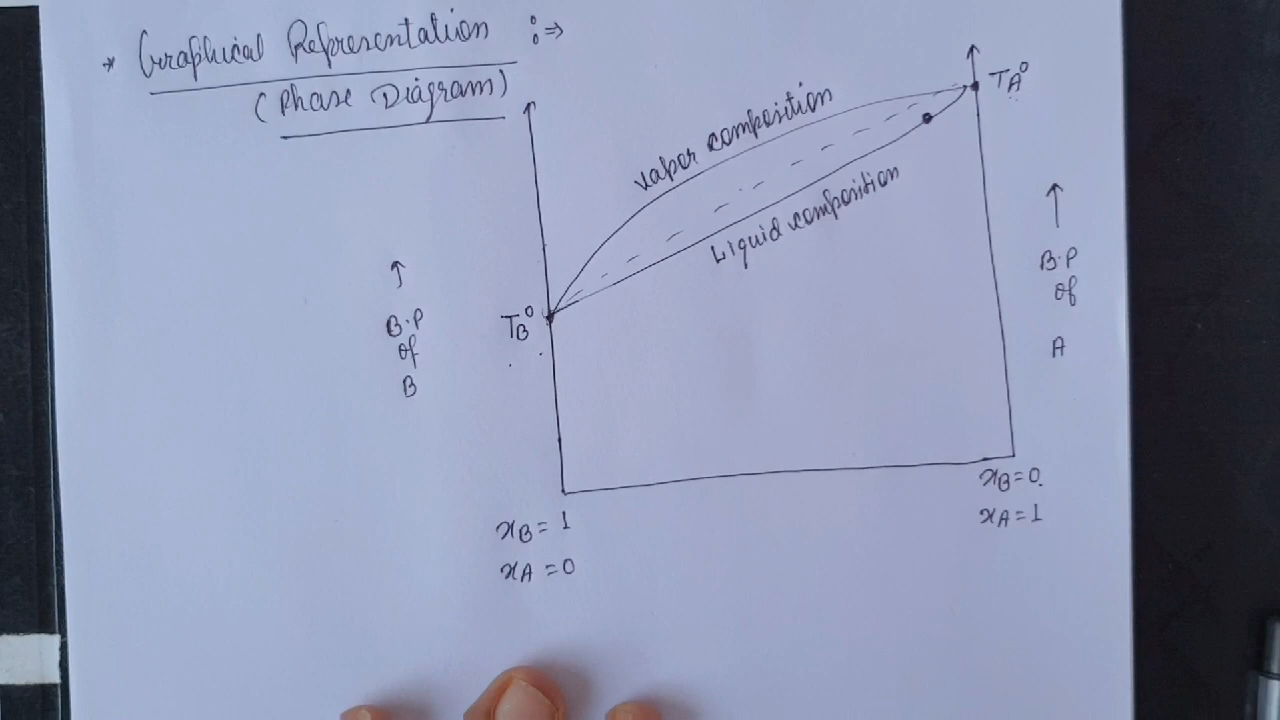 * Graphical Representation :⇒
(Phase Diagram)
TA°
vapor composition
Liquid composition
↑
B.P
of
A
↑
B.P
of
B
TB°
xB=0.
xA=1
xB=1
xA=0